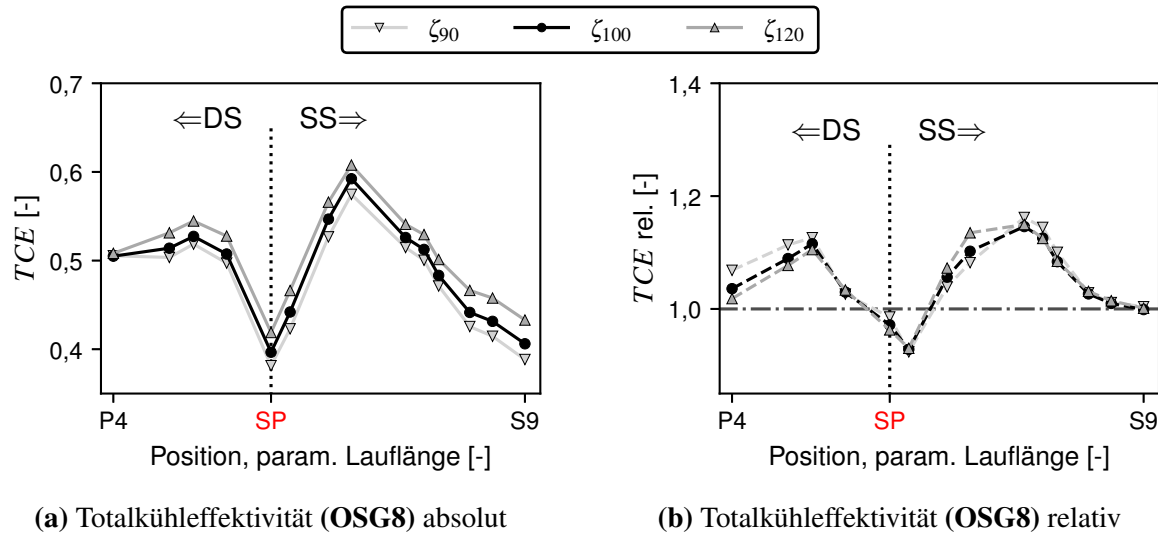 ζ90 ζ100 ζ120
0,7
0,6
0,5
0,4
TCE [-]
⇐DS SS⇒
P4 SP S9
Position, param. Lauflänge [-]
(a) Totalkühleffektivität (OSG8) absolut
1,4
1,2
1,0
TCE rel. [-]
⇐DS SS⇒
P4 SP S9
Position, param. Lauflänge [-]
(b) Totalkühleffektivität (OSG8) relativ